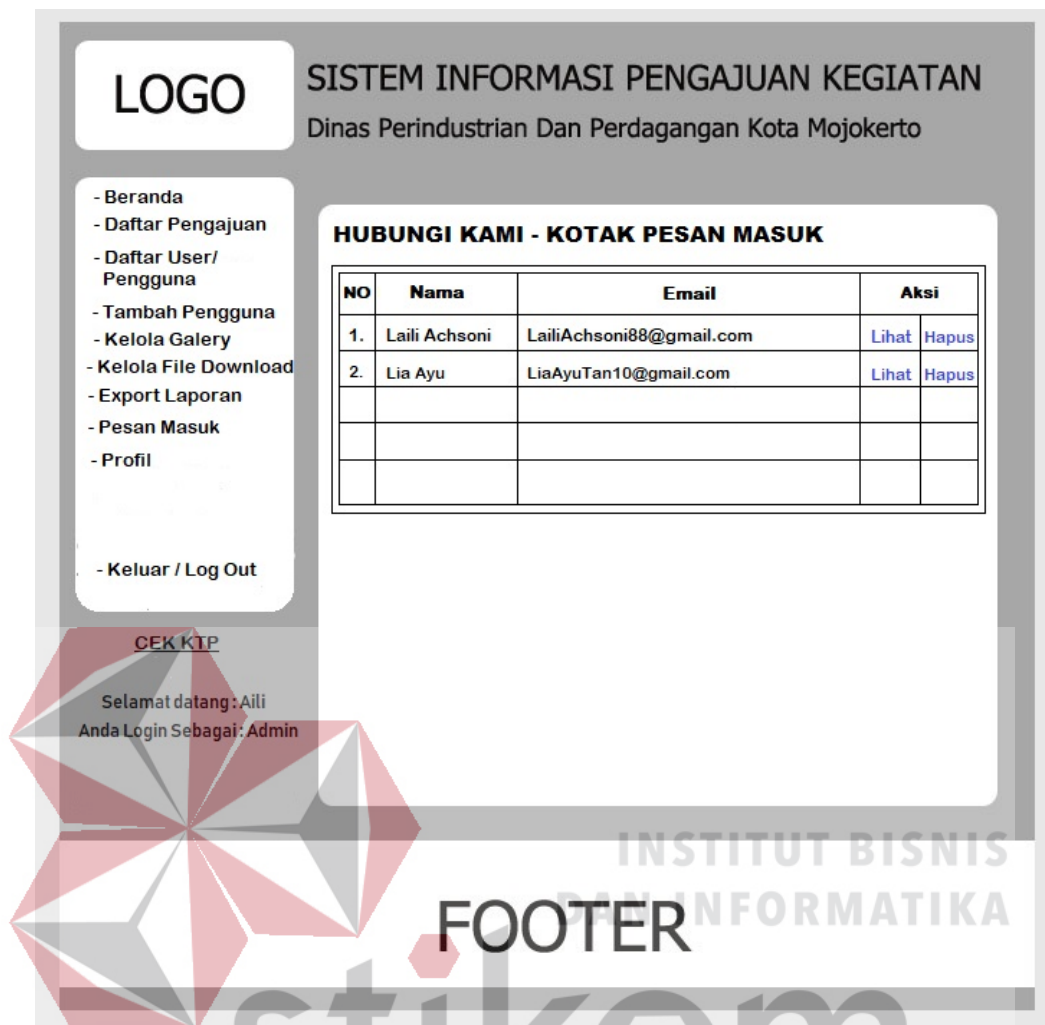 LOGO
SISTEM INFORMASI PENGAJUAN KEGIATAN
Dinas Perindustrian Dan Perdagangan Kota Mojokerto
- Beranda
- Daftar Pengajuan
- Daftar User/
Pengguna
- Tambah Pengguna
- Kelola Galery
- Kelola File Download
- Export Laporan
- Pesan Masuk
- Profil
- Keluar / Log Out
CEK KTP
Selamat datang : Aili
Anda Login Sebagai : Admin
HUBUNGI KAMI - KOTAK PESAN MASUK
NO Nama Email Aksi
1. Laili Achsoni LailiAchsoni88@gmail.com Lihat Hapus
2. Lia Ayu LiaAyuTan10@gmail.com Lihat Hapus
INSTITUT BISNIS
DAN INFORMATIKA
FOOTER
stikom